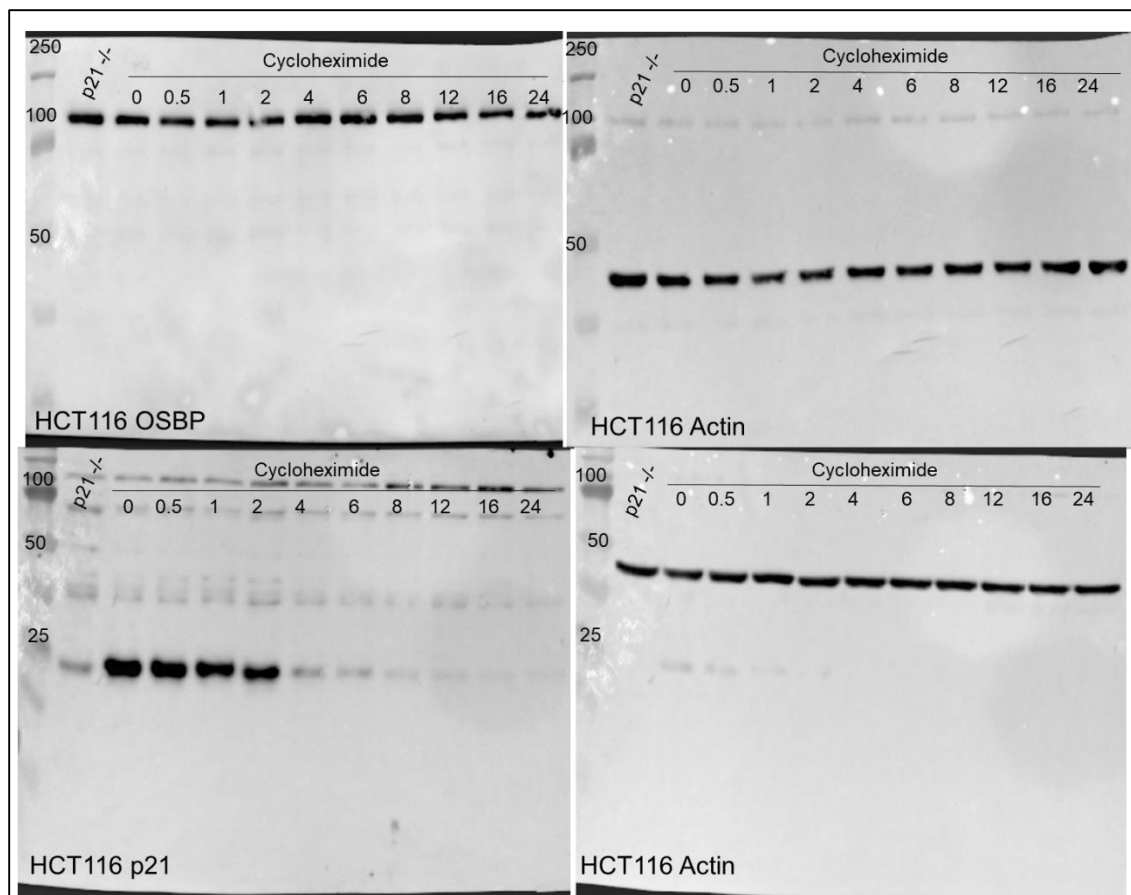 250
100
50
p21 -/-
Cycloheximide
0 0.5 1 2 4 6 8 12 16 24
HCT116 OSBP
250
100
50
p21 -/-
Cycloheximide
0 0.5 1 2 4 6 8 12 16 24
HCT116 Actin
100
50
25
p21 -/-
Cycloheximide
0 0.5 1 2 4 6 8 12 16 24
HCT116 p21
100
50
25
p21 -/-
Cycloheximide
0 0.5 1 2 4 6 8 12 16 24
HCT116 Actin